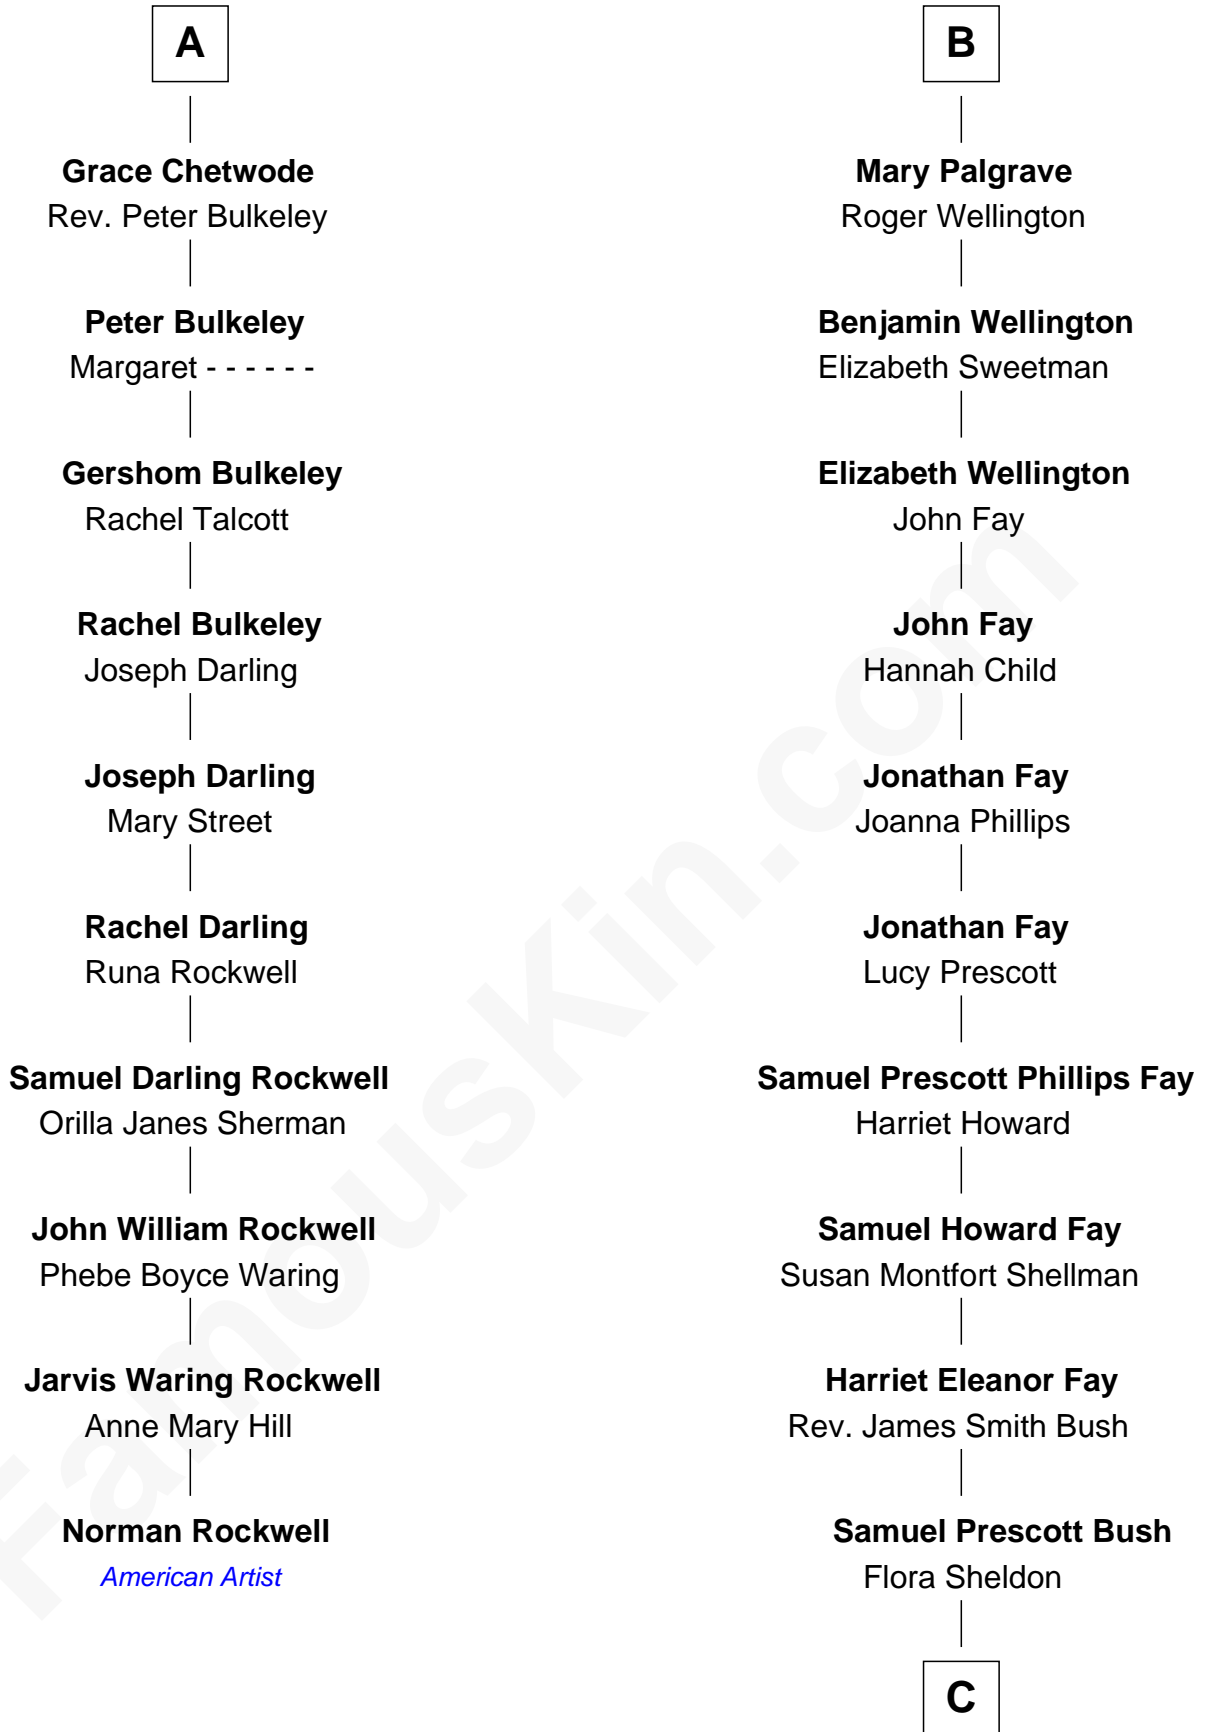 A
Grace Chetwode
Rev. Peter Bulkeley
Peter Bulkeley
Margaret - - - - - -
Gershom Bulkeley
Rachel Talcott
Rachel Bulkeley
Joseph Darling
Joseph Darling
Mary Street
Rachel Darling
Runa Rockwell
Samuel Darling Rockwell
Orilla Janes Sherman
John William Rockwell
Phebe Boyce Waring
Jarvis Waring Rockwell
Anne Mary Hill
Norman Rockwell
American Artist
B
Mary Palgrave
Roger Wellington
Benjamin Wellington
Elizabeth Sweetman
Elizabeth Wellington
John Fay
John Fay
Hannah Child
Jonathan Fay
Joanna Phillips
Jonathan Fay
Lucy Prescott
Samuel Prescott Phillips Fay
Harriet Howard
Samuel Howard Fay
Susan Montfort Shellman
Harriet Eleanor Fay
Rev. James Smith Bush
Samuel Prescott Bush
Flora Sheldon
C
FamousKin.com